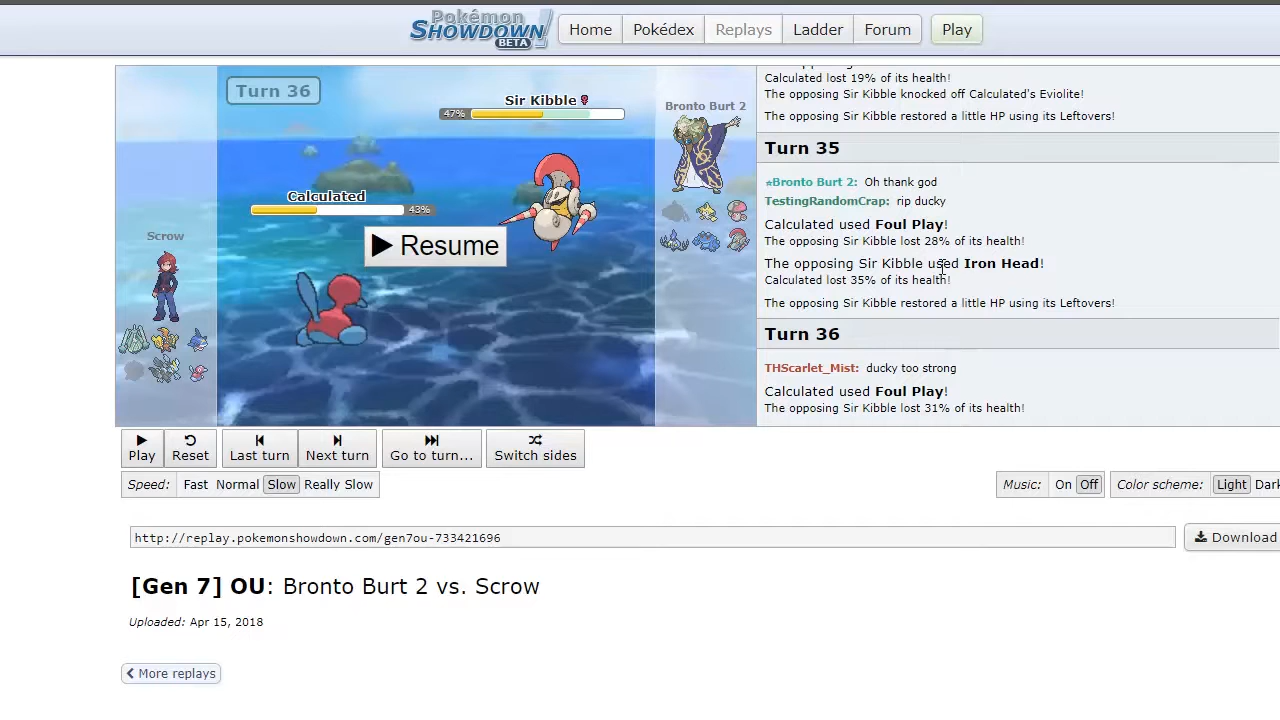 Pokémon
SHOWDOWN!
BETA
Home
Pokédex
Replays
Ladder
Forum
Play
Turn 36
Sir Kibble
47%
Calculated
43%
Resume
Scrow
Bronto Burt 2
Calculated lost 19% of its health!
The opposing Sir Kibble knocked off Calculated's Eviolite!
The opposing Sir Kibble restored a little HP using its Leftovers!
Turn 35
☆Bronto Burt 2: Oh thank god
TestingRandomCrap: rip ducky
Calculated used Foul Play!
The opposing Sir Kibble lost 28% of its health!
The opposing Sir Kibble used Iron Head!
Calculated lost 35% of its health!
The opposing Sir Kibble restored a little HP using its Leftovers!
Turn 36
THScarlet_Mist: ducky too strong
Calculated used Foul Play!
The opposing Sir Kibble lost 31% of its health!
Play
Reset
Last turn
Next turn
Go to turn...
Switch sides
Speed: Fast Normal Slow Really Slow
Music: On Off
Color scheme: Light Dark
http://replay.pokemonshowdown.com/gen7ou-733421696
Download
[Gen 7] OU: Bronto Burt 2 vs. Scrow
Uploaded: Apr 15, 2018
More replays